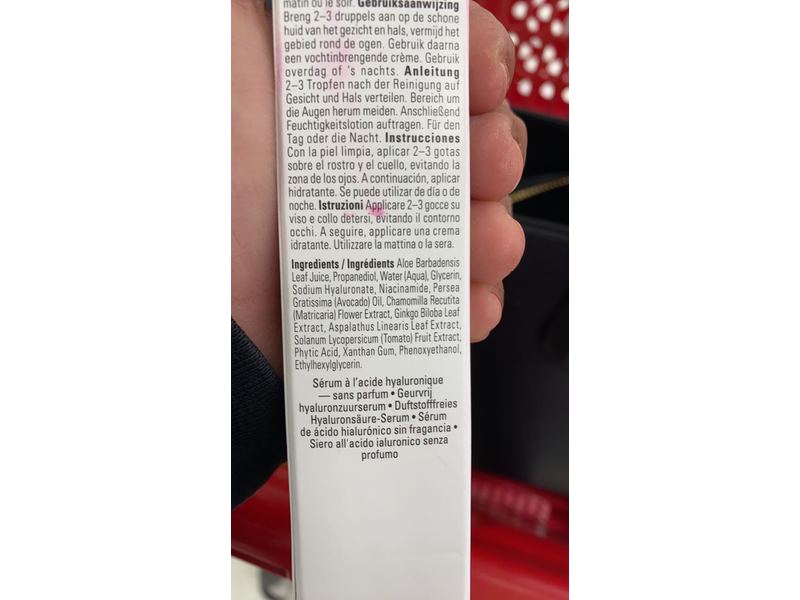 matin ou le soir. Gebruiksaanwijzing
Breng 2–3 druppels aan op de schone
huid van het gezicht en hals, vermijd het
gebied rond de ogen. Gebruik daarna
een vochtinbrengende crème. Gebruik
overdag of 's nachts. Anleitung
2–3 Tropfen nach der Reinigung auf
Gesicht und Hals verteilen. Bereich um
die Augen herum meiden. Anschließend
Feuchtigkeitslotion auftragen. Für den
Tag oder die Nacht. Instrucciones
Con la piel limpia, aplicar 2–3 gotas
sobre el rostro y el cuello, evitando la
zona de los ojos. A continuación, aplicar
hidratante. Se puede utilizar de día o de
noche. Istruzioni Applicare 2–3 gocce su
viso e collo detersi, evitando il contorno
occhi. A seguire, applicare una crema
idratante. Utilizzare la mattina o la sera.
Ingredients / Ingrédients Aloe Barbadensis
Leaf Juice, Propanediol, Water (Aqua), Glycerin,
Sodium Hyaluronate, Niacinamide, Persea
Gratissima (Avocado) Oil, Chamomilla Recutita
(Matricaria) Flower Extract, Ginkgo Biloba Leaf
Extract, Aspalathus Linearis Leaf Extract,
Solanum Lycopersicum (Tomato) Fruit Extract,
Phytic Acid, Xanthan Gum, Phenoxyethanol,
Ethylhexylglycerin.
Sérum à l'acide hyaluronique
— sans parfum • Geurvrij
hyaluronzuurserum • Duftstofffreies
Hyaluronsäure-Serum • Sérum
de ácido hialurónico sin fragancia •
Siero all'acido ialuronico senza
profumo